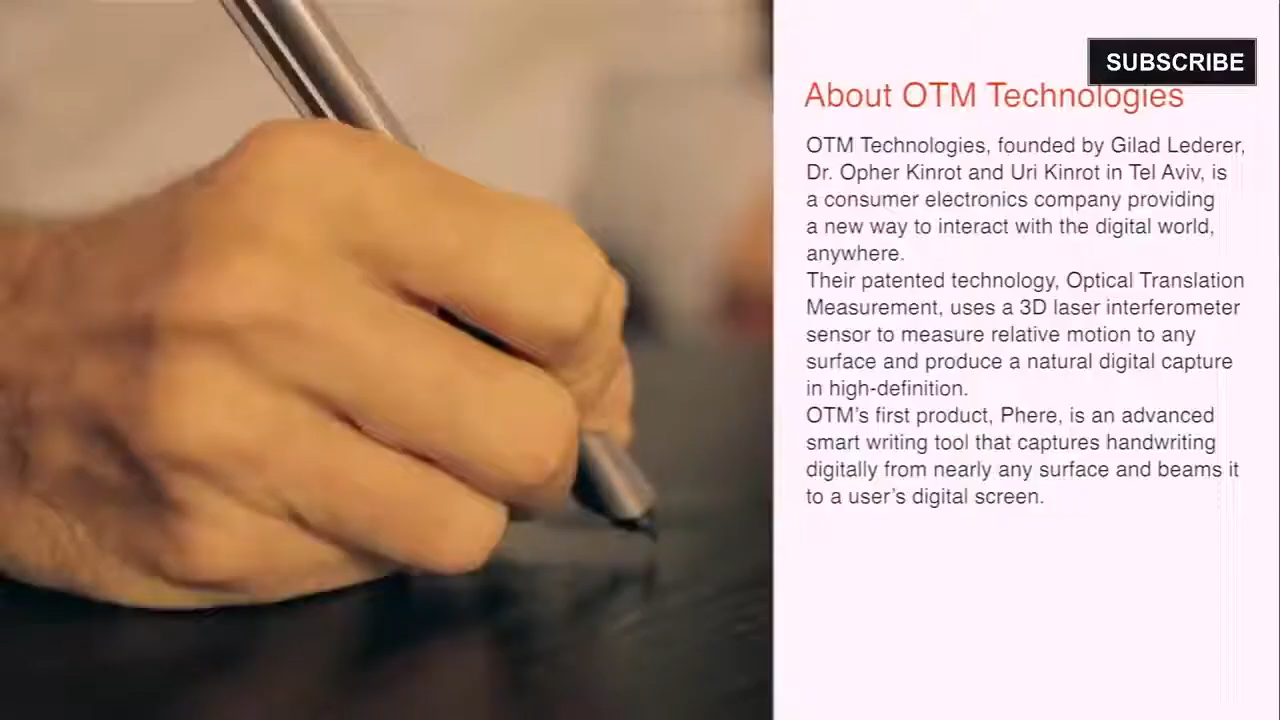 SUBSCRIBE
About OTM Technologies
OTM Technologies, founded by Gilad Lederer,
Dr. Opher Kinrot and Uri Kinrot in Tel Aviv, is
a consumer electronics company providing
a new way to interact with the digital world,
anywhere.
Their patented technology, Optical Translation
Measurement, uses a 3D laser interferometer
sensor to measure relative motion to any
surface and produce a natural digital capture
in high-definition.
OTM’s first product, Phere, is an advanced
smart writing tool that captures handwriting
digitally from nearly any surface and beams it
to a user’s digital screen.